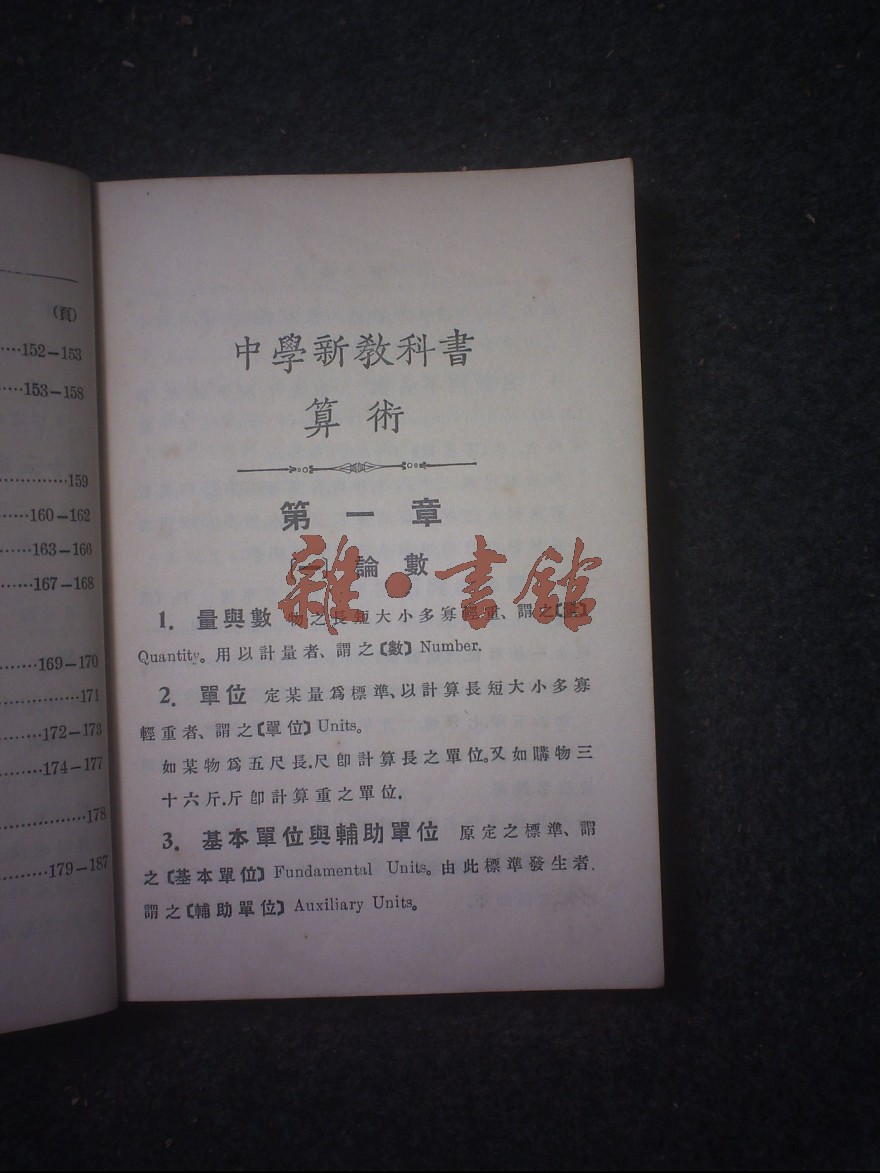 (頁)
152–153
153–158
159
160–162
163–166
167–168
169–170
171
172–173
174–177
178
179–187
中學新教科書
算術
第一章
〔一〕論數
雜·書館
1. 量與數 物之長短大小多寡輕重、謂之〔量〕
Quantity。用以計量者、謂之〔數〕Number.
2. 單位 定某量爲標準、以計算長短大小多寡
輕重者、謂之〔單位〕Units。
如某物爲五尺長.尺卽計算長之單位。又如購物三
十六斤.斤卽計算重之單位.
3. 基本單位與輔助單位 原定之標準、謂
之〔基本單位〕Fundamental Units。由此標準發生者.
謂之〔輔助單位〕Auxiliary Units。